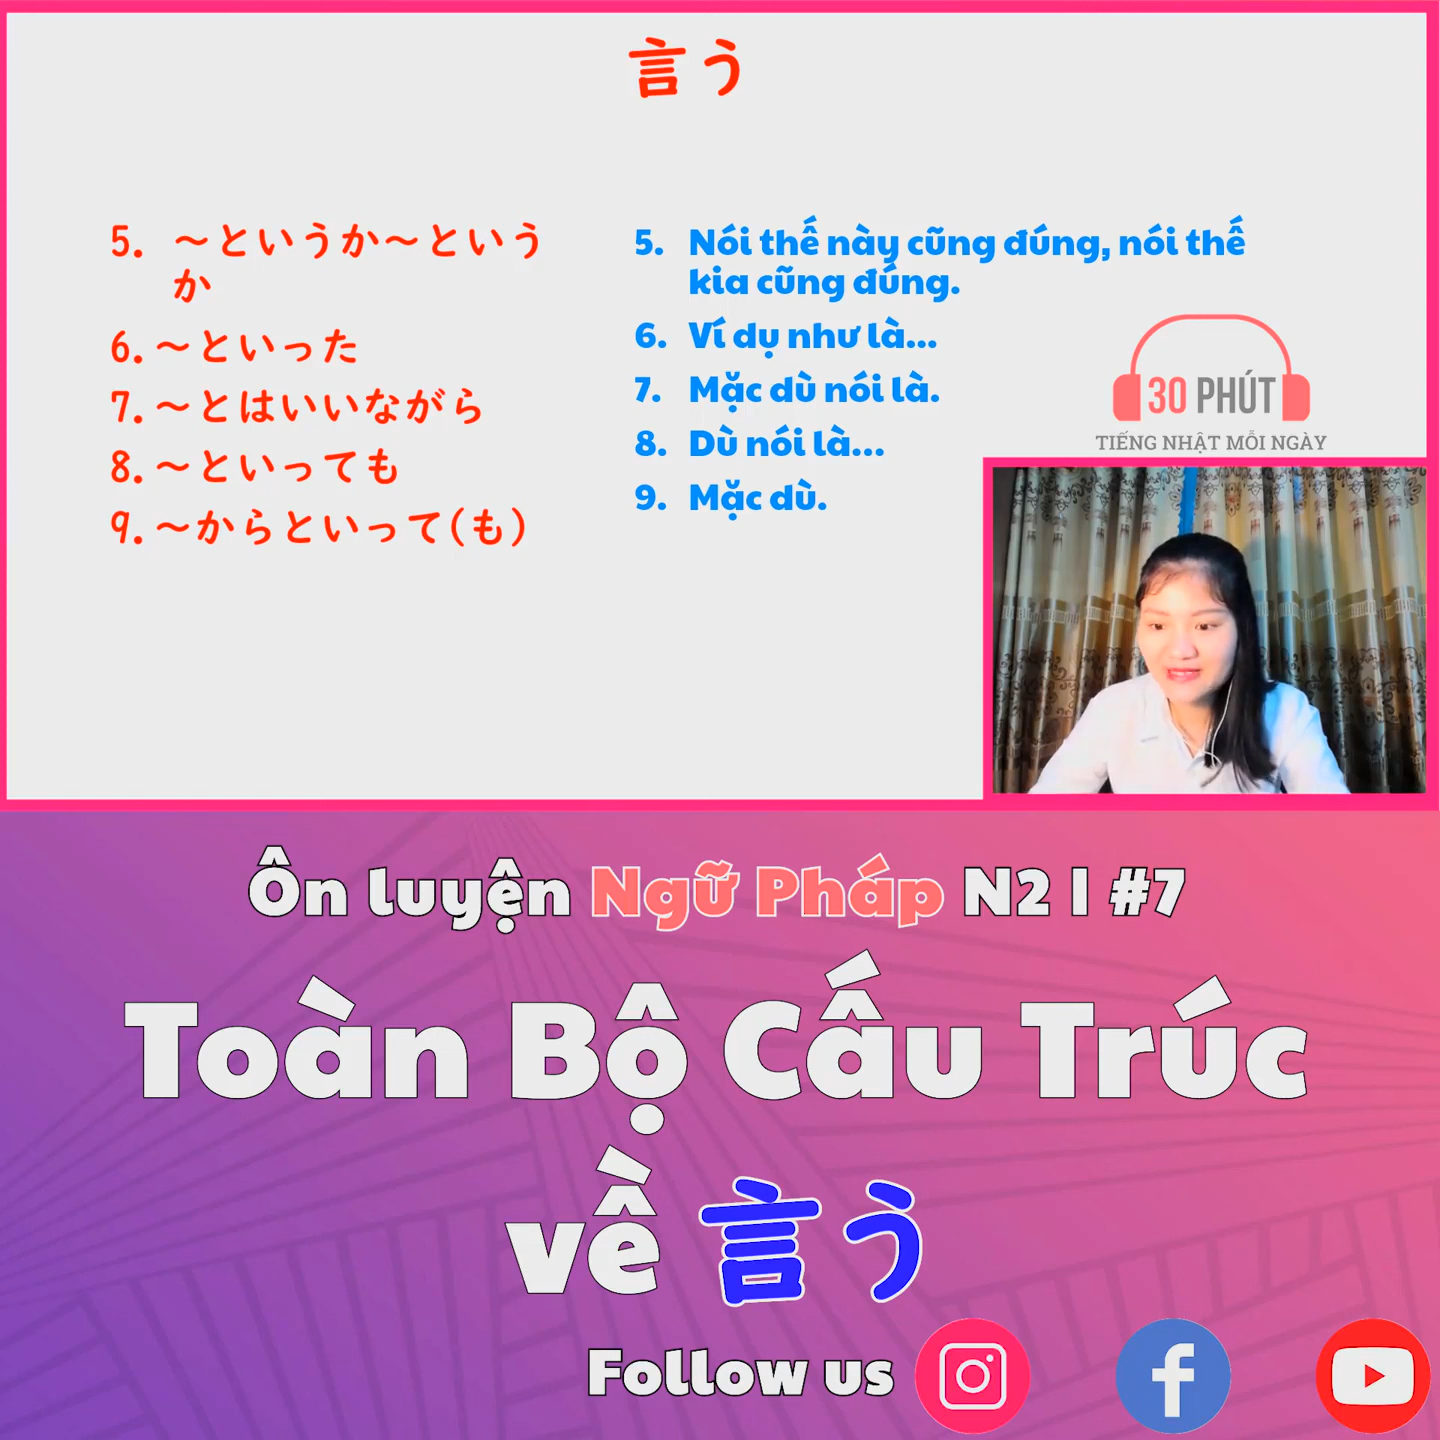 言う
5. ～というか～という
か
6. ～といった
7. ～とはいいながら
8. ～といっても
9. ～からといって(も)
5. Nói thế này cũng đúng, nói thế
kia cũng đúng.
6. Ví dụ như là...
7. Mặc dù nói là.
8. Dù nói là...
9. Mặc dù.
30 PHÚT
TIẾNG NHẬT MỖI NGÀY
Ôn luyện Ngữ Pháp N2 I #7
Toàn Bộ Cấu Trúc
về 言う
Follow us